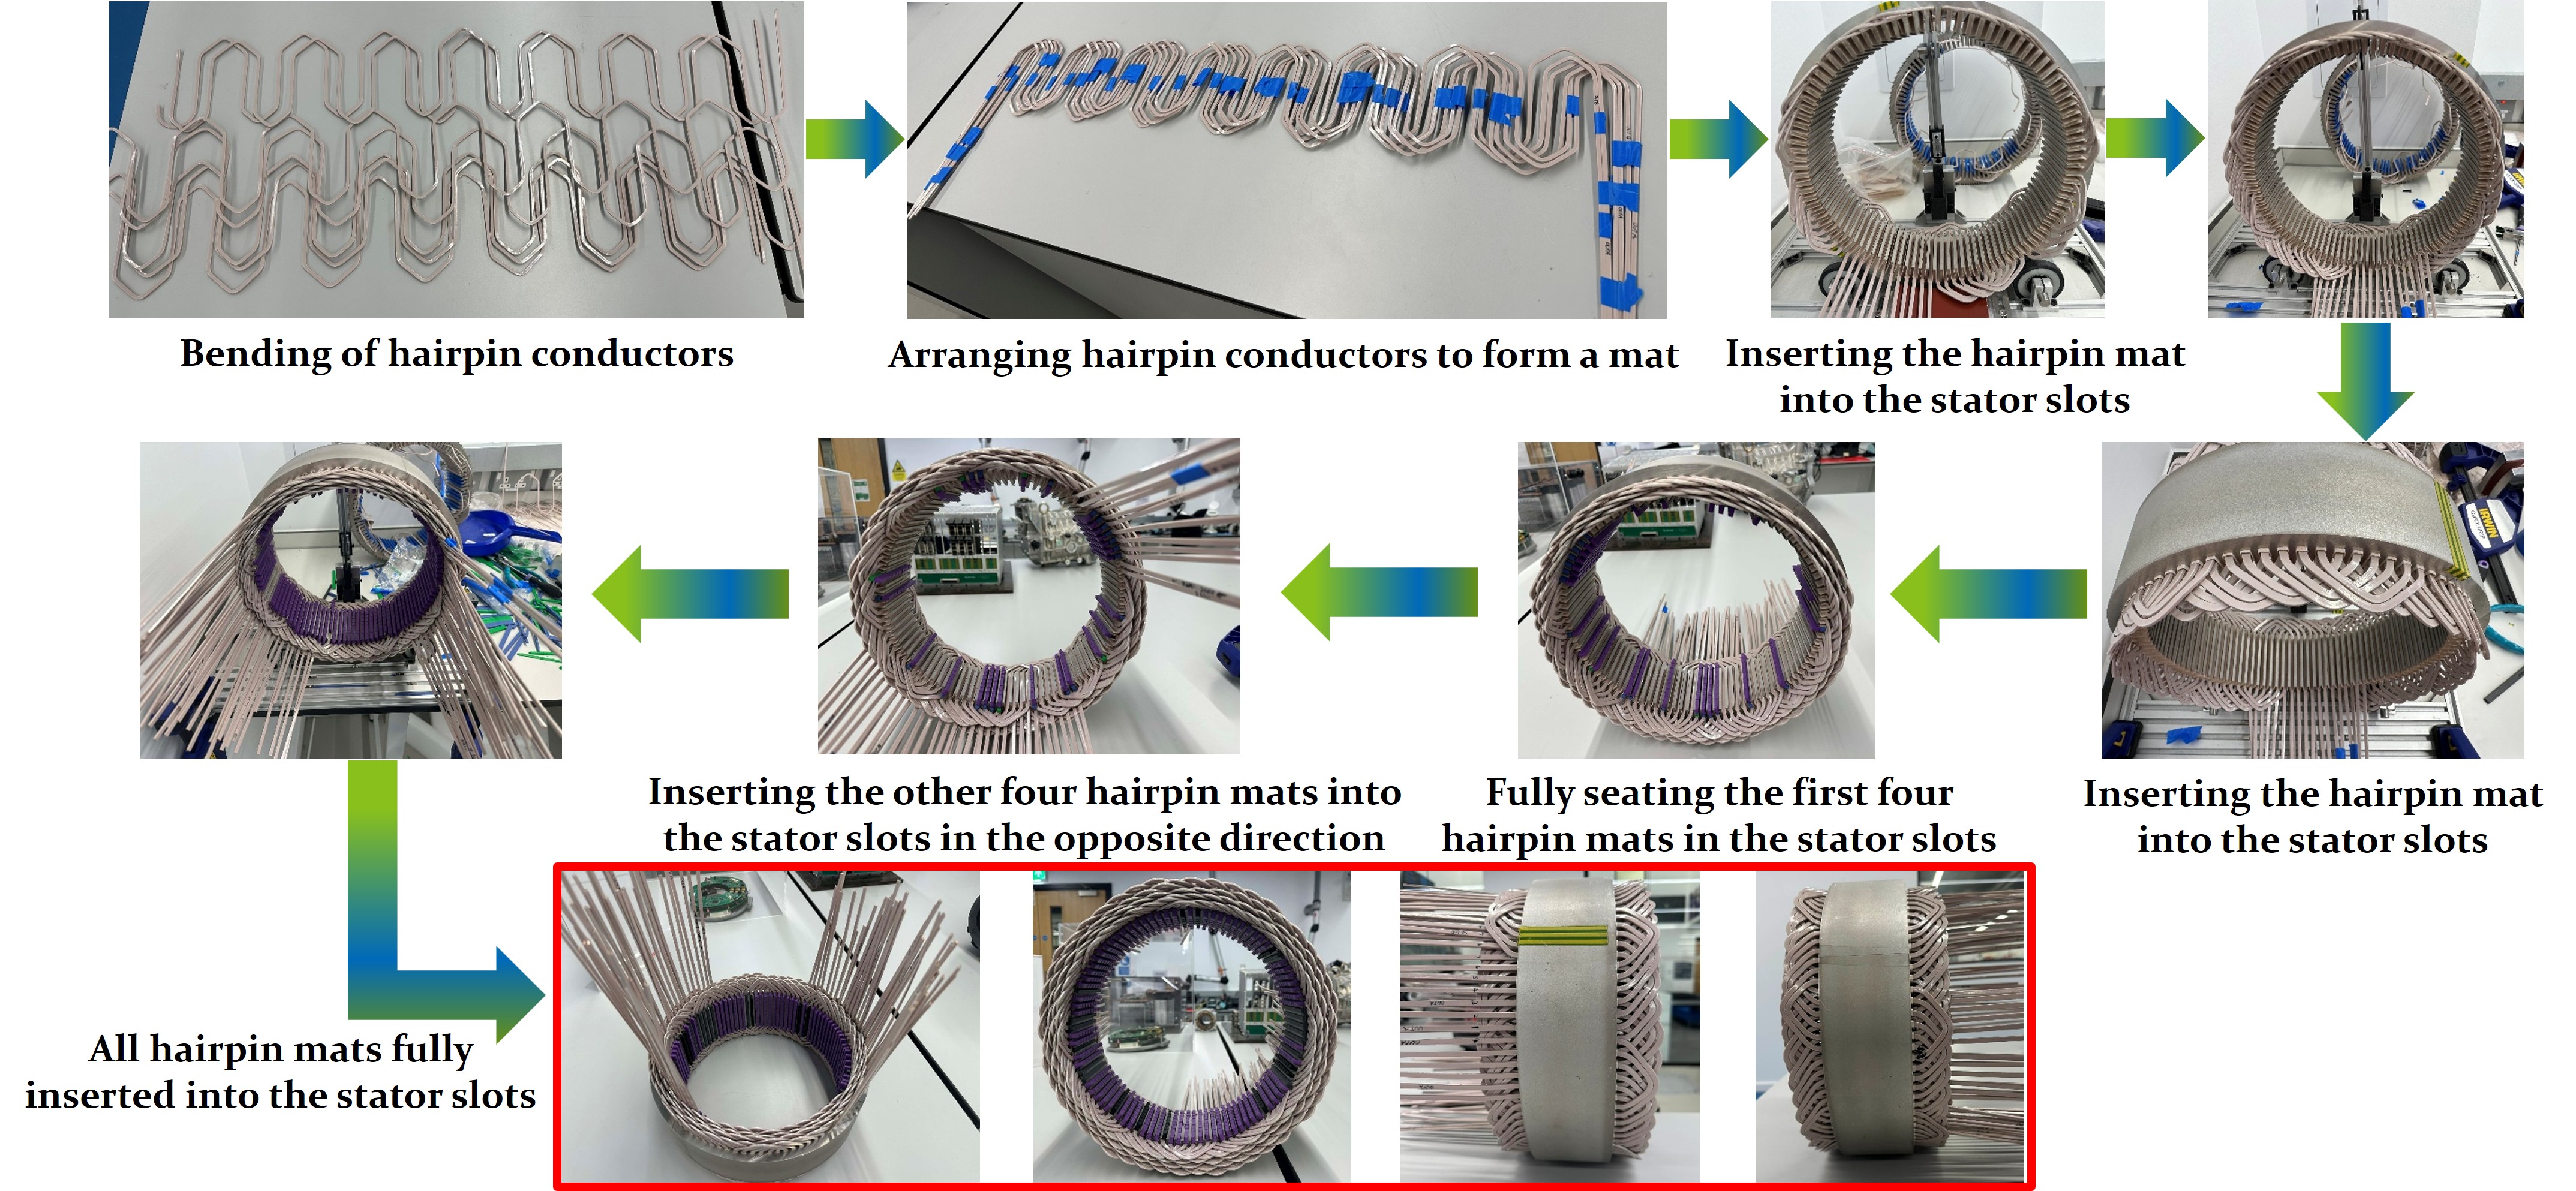 Bending of hairpin conductors
Arranging hairpin conductors to form a mat
Inserting the hairpin mat
into the stator slots
IRWIN
Inserting the hairpin mat
into the stator slots
Fully seating the first four
hairpin mats in the stator slots
Inserting the other four hairpin mats into
the stator slots in the opposite direction
All hairpin mats fully
inserted into the stator slots